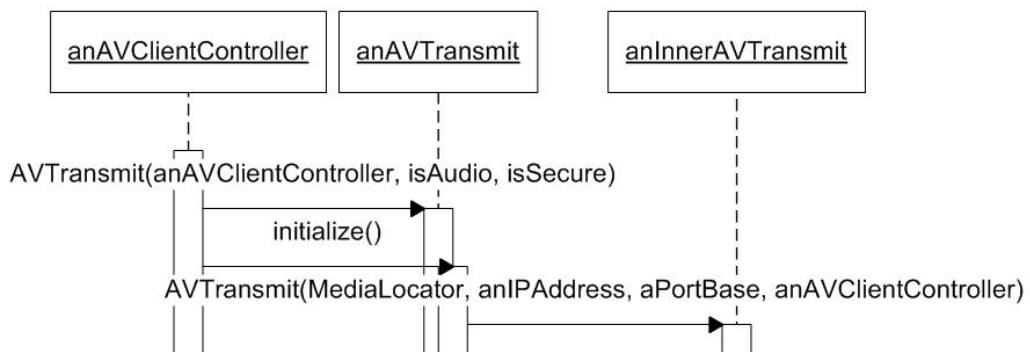 anAVClientController anAVTransmit anInnerAVTransmit
AVTransmit(anAVClientController, isAudio, isSecure)
initialize()
AVTransmit(MediaLocator, anIPAddress, aPortBase, anAVClientController)